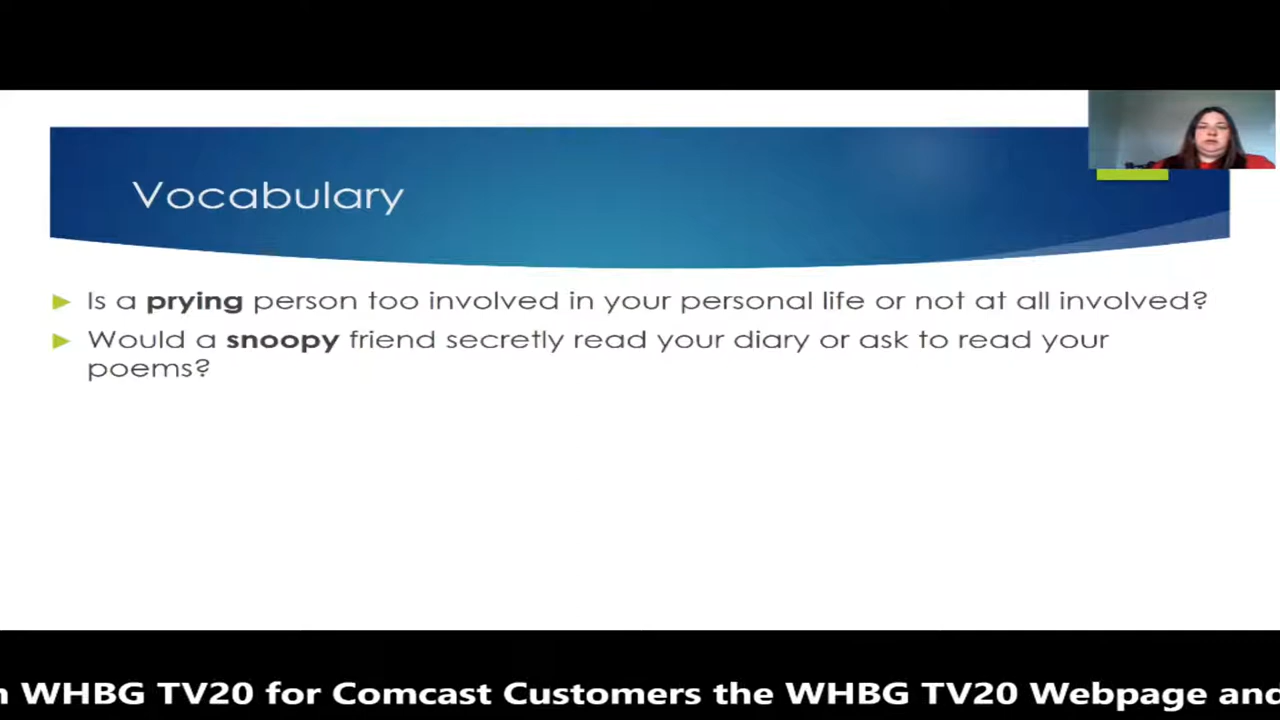 Vocabulary
Is a prying person too involved in your personal life or not at all involved?
Would a snoopy friend secretly read your diary or ask to read your
poems?
WHBG TV20 for Comcast Customers the WHBG TV20 Webpage and